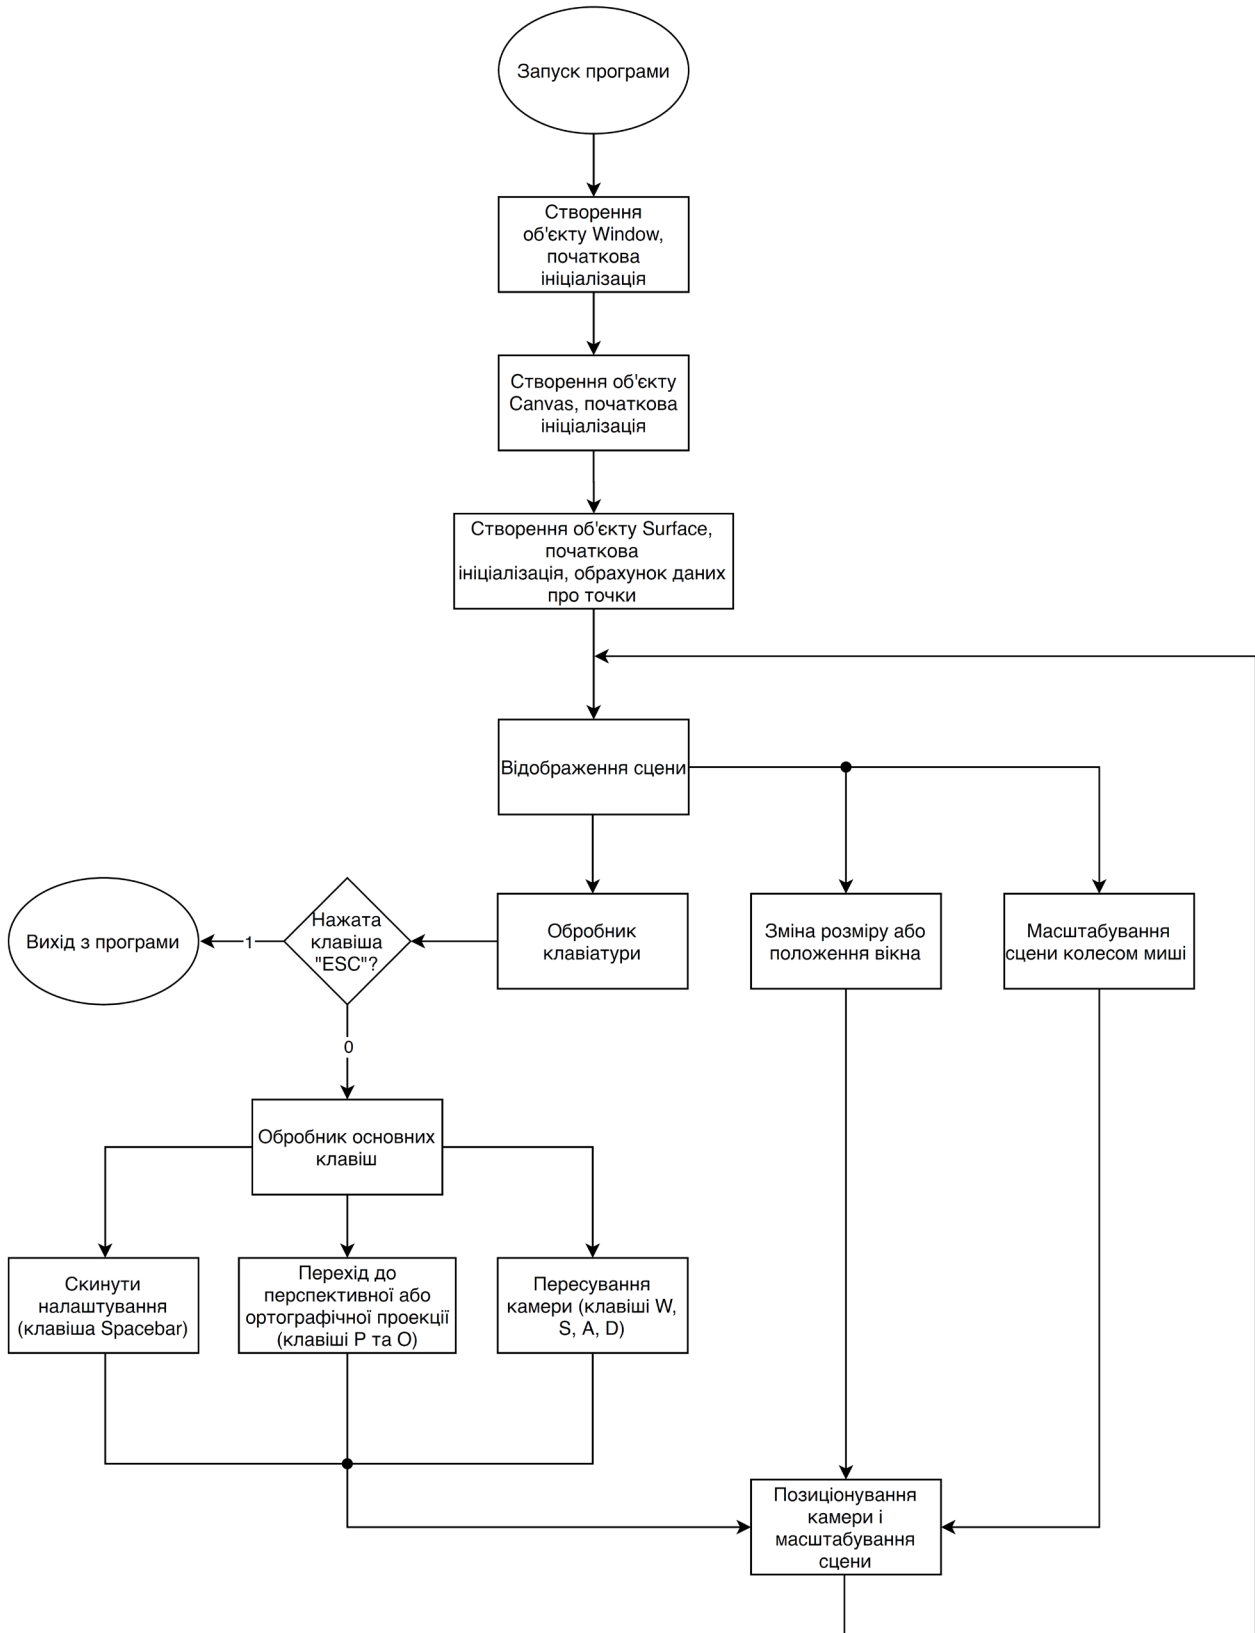 Запуск програми
Створення
об'єкту Window,
початкова
ініціалізація
Створення об'єкту
Canvas, початкова
ініціалізація
Створення об'єкту Surface,
початкова
ініціалізація, обрахунок даних
про точки
Відображення сцени
Вихід з програми
1
Нажата
клавіша
"ESC"?
Обробник
клавіатури
Зміна розміру або
положення вікна
Масштабування
сцени колесом миші
0
Обробник основних
клавіш
Скинути
налаштування
(клавіша Spacebar)
Перехід до
перспективної або
ортографічної проекції
(клавіші P та O)
Пересування
камери (клавіші W,
S, A, D)
Позиціонування
камери і
масштабування
сцени